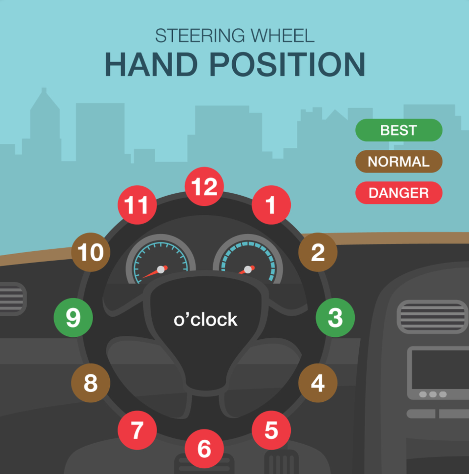 STEERING WHEEL
HAND POSITION
BEST
NORMAL
DANGER
12
11
1
10
2
9
o'clock
3
8
4
7
5
6